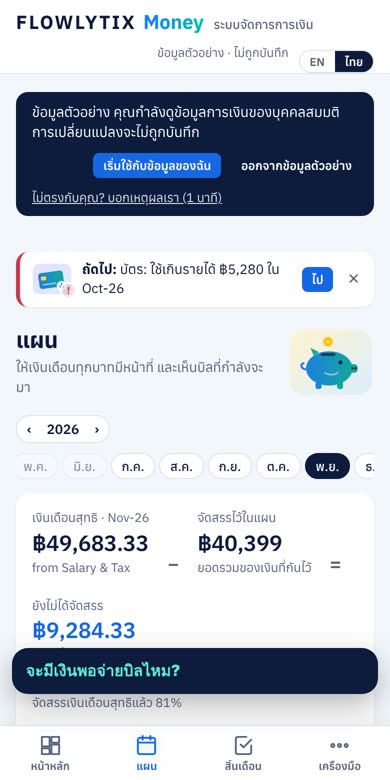 FLOWLYTIX Money ระบบจัดการการเงิน
ข้อมูลตัวอย่าง · ไม่ถูกบันทึก EN ไทย
ข้อมูลตัวอย่าง คุณกำลังดูข้อมูลการเงินของบุคคลสมมติ
การเปลี่ยนแปลงจะไม่ถูกบันทึก
เริ่มใช้กับข้อมูลของฉัน ออกจากข้อมูลตัวอย่าง
ไม่ตรงกับคุณ? บอกเหตุผลเรา (1 นาที)
ถัดไป: บัตร: ใช้เกินรายได้ ฿5,280 ใน
Oct-26
ไป ✕
แผน
ให้เงินเดือนทุกบาทมีหน้าที่ และเห็นบิลที่กำลังจะ
มา
‹ 2026 ›
พ.ค. มิ.ย. ก.ค. ส.ค. ก.ย. ต.ค. พ.ย. ธ.
เงินเดือนสุทธิ · Nov-26 จัดสรรไว้ในแผน
฿49,683.33 − ฿40,399 =
from Salary & Tax ยอดรวมของเงินที่กันไว้
ยังไม่ได้จัดสรร
฿9,284.33
จะมีเงินพอจ่ายบิลไหม?
จัดสรรเงินเดือนสุทธิแล้ว 81%
หน้าหลัก แผน สิ้นเดือน เครื่องมือ